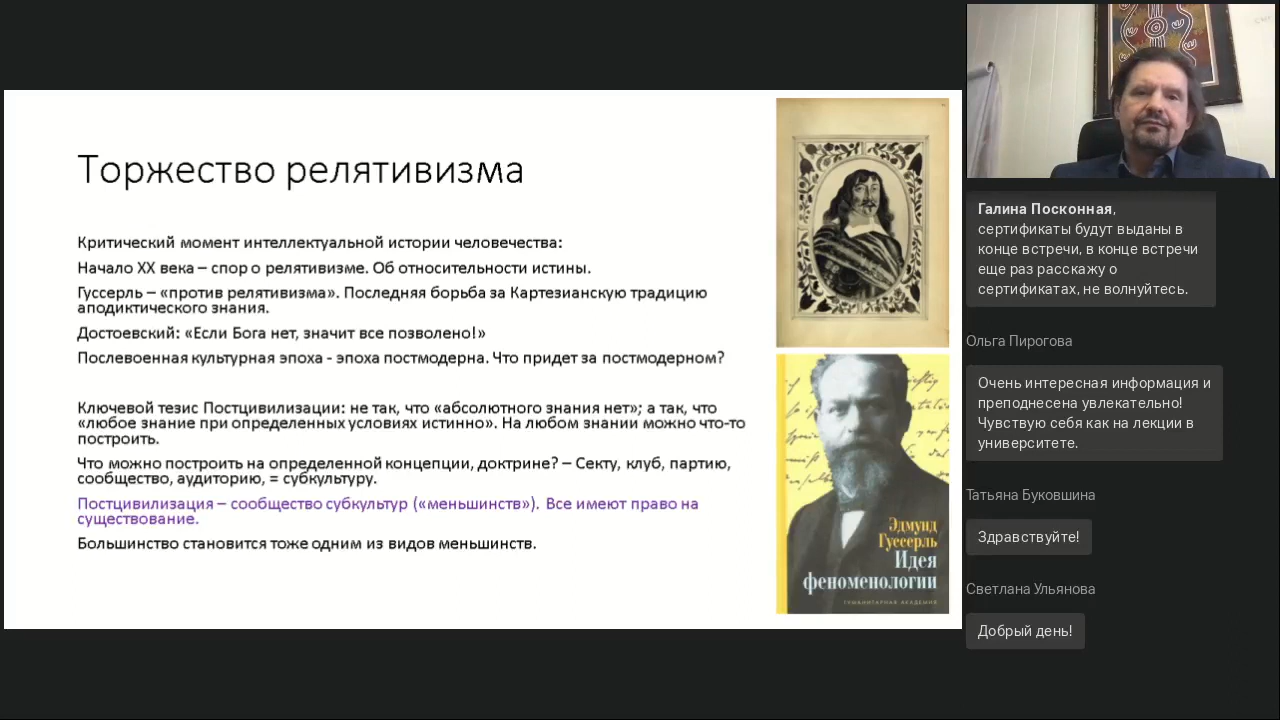 Торжество релятивизма
Критический момент интеллектуальной истории человечества:
Начало XX века – спор о релятивизме. Об относительности истины.
Гуссерль – «против релятивизма». Последняя борьба за Картезианскую традицию
аподиктического знания.
Достоевский: «Если Бога нет, значит все позволено!»
Послевоенная культурная эпоха - эпоха постмодерна. Что придет за постмодерном?
Ключевой тезис Постцивилизации: не так, что «абсолютного знания нет»; а так, что
«любое знание при определенных условиях истинно». На любом знании можно что-то
построить.
Что можно построить на определенной концепции, доктрине? – Секту, клуб, партию,
сообщество, аудиторию, = субкультуру.
Постцивилизация – сообщество субкультур («меньшинств»). Все имеют право на
существование.
Большинство становится тоже одним из видов меньшинств.
Эдмунд
Гуссерль
Идея
феноменологии
ГУМАНИТАРНАЯ АКАДЕМИЯ
Галина Посконная,
сертификаты будут выданы в
конце встречи, в конце встречи
еще раз расскажу о
сертификатах, не волнуйтесь.
Ольга Пирогова
Очень интересная информация и
преподнесена увлекательно!
Чувствую себя как на лекции в
университете.
Татьяна Буковшина
Здравствуйте!
Светлана Ульянова
Добрый день!